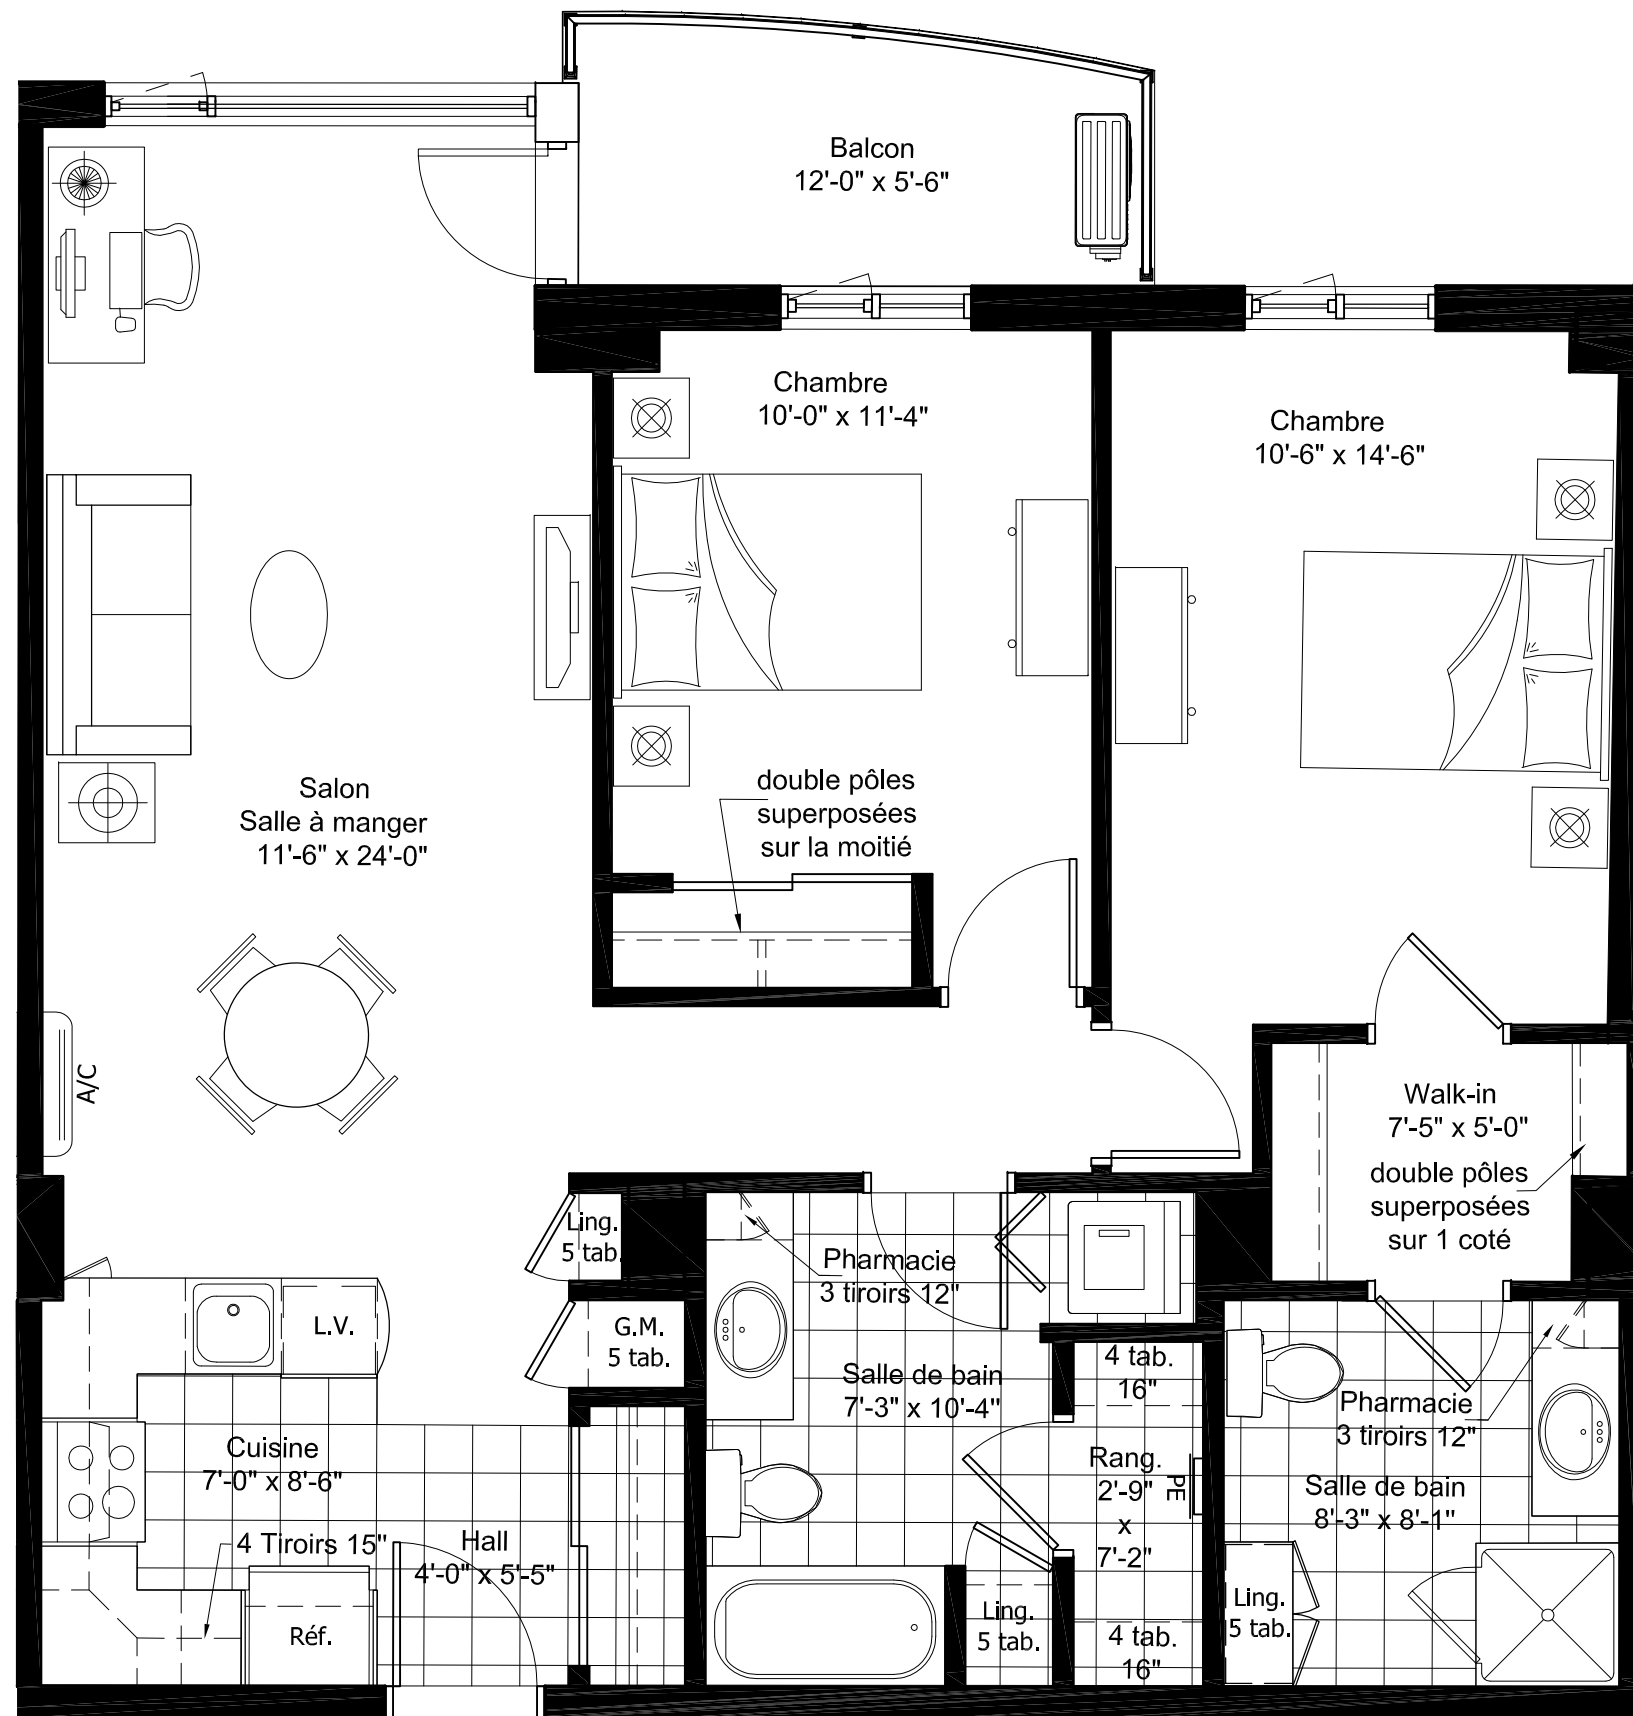 Balcon
12'-0" x 5'-6"
Chambre
10'-0" x 11'-4"
Chambre
10'-6" x 14'-6"
Salon
Salle à manger
11'-6" x 24'-0"
double pôles
superposées
sur la moitié
A/C
Walk-in
7'-5" x 5'-0"
double pôles
superposées
sur 1 coté
Ling.
5 tab.
Pharmacie
3 tiroirs 12"
L.V.
G.M.
5 tab.
Salle de bain
7'-3" x 10'-4"
4 tab.
16"
Pharmacie
3 tiroirs 12"
Cuisine
7'-0" x 8'-6"
Rang.
2'-9"
x
7'-2"
PE
Salle de bain
8'-3" x 8'-1"
4 Tiroirs 15"
Hall
4'-0" x 5'-5"
Réf.
Ling.
5 tab.
4 tab.
16"
Ling.
5 tab.